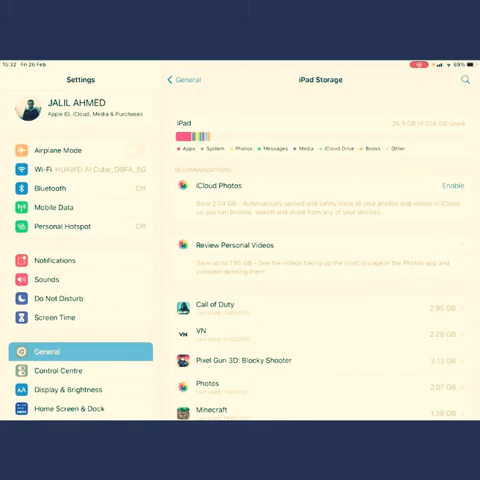 15:32 Fri 26 Feb
69%
Settings
General
iPad Storage
JALIL AHMED
Apple ID, iCloud, Media & Purchases
iPad
26.9 GB of 256 GB Used
Apps System Photos Messages Media iCloud Drive Books Other
Airplane Mode
RECOMMENDATIONS
Wi-Fi HUAWEI AI Cube_D8FA_5G
iCloud Photos Enable
Bluetooth Off
Save 2.04 GB - Automatically upload and safely store all your photos and videos in iCloud
so you can browse, search and share from any of your devices.
Mobile Data
Personal Hotspot Off
Review Personal Videos
Save up to 1.95 GB - See the videos taking up the most storage in the Photos app and
consider deleting them.
Notifications
Sounds
Do Not Disturb
Screen Time
Call of Duty 2.99 GB
VN
VN 2.28 GB
General
Pixel Gun 3D: Blocky Shooter 2.13 GB
Control Centre
Photos 2.07 GB
AA Display & Brightness
Home Screen & Dock
Minecraft 1.39 GB